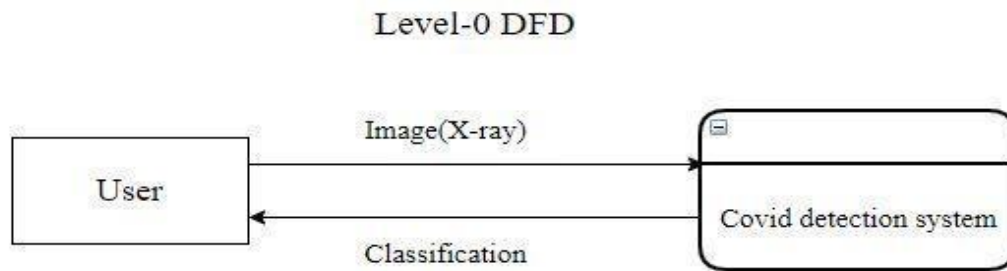 Level-0 DFD
Image(X-ray)
User
Covid detection system
Classification